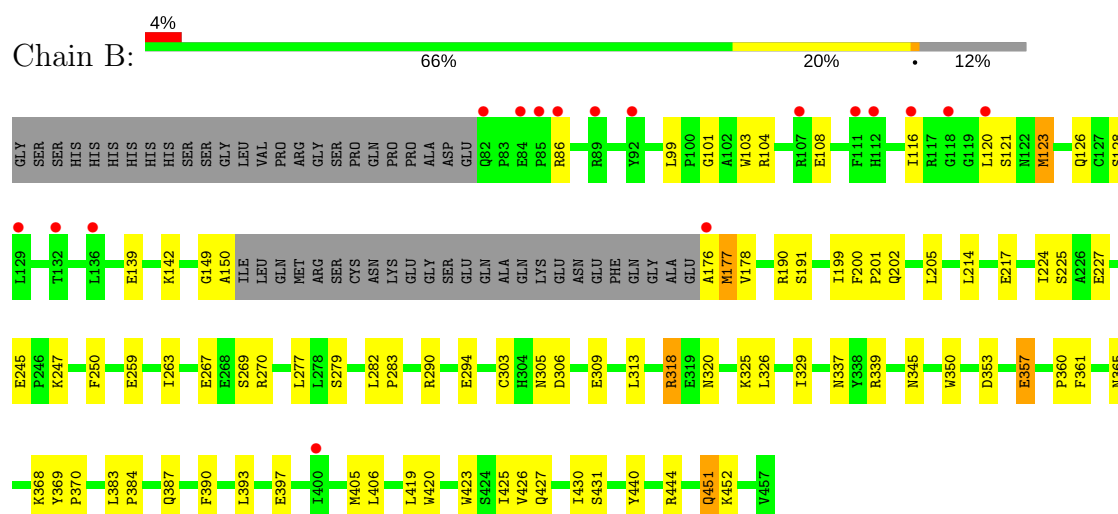 4%
Chain B:
66% 20% • 12%
GLY SER SER HIS HIS HIS HIS HIS HIS SER SER GLY LEU VAL PRO ARG GLY SER PRO GLN PRO PRO ALA ASP GLU Q82 P83 E84 P85 R86 R89 Y92 L99 P100 G101 A102 W103 R104 R107 E108 F111 H112 I116 R117 G118 G119 L120 S121 N122 M123 Q126 C127 S128
L129 T132 L136 E139 K142 G149 A150 ILE LEU GLN MET ARG SER CYS ASN LYS GLU GLY SER GLU GLN ALA GLN LYS GLU ASN GLU PHE GLN GLY ALA GLU A176 M177 V178 R190 S191 I199 F200 P201 Q202 L205 L214 E217 I224 S225 A226 E227
E245 P246 K247 F250 E259 I263 E267 E268 S269 R270 L277 L278 S279 L282 P283 R290 E294 C303 H304 N305 D306 E309 L313 R318 E319 N320 K325 L326 I329 N337 Y338 R339 N345 W350 D353 E357 P360 F361 N365
K368 Y369 P370 L383 P384 Q387 F390 L393 E397 I400 M405 L406 L419 W420 W423 S424 I425 V426 Q427 I430 S431 Y440 R444 Q451 K452 V457